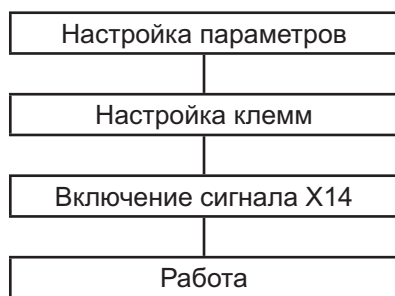 Настройка параметров
Настройка клемм
Включение сигнала X14
Работа